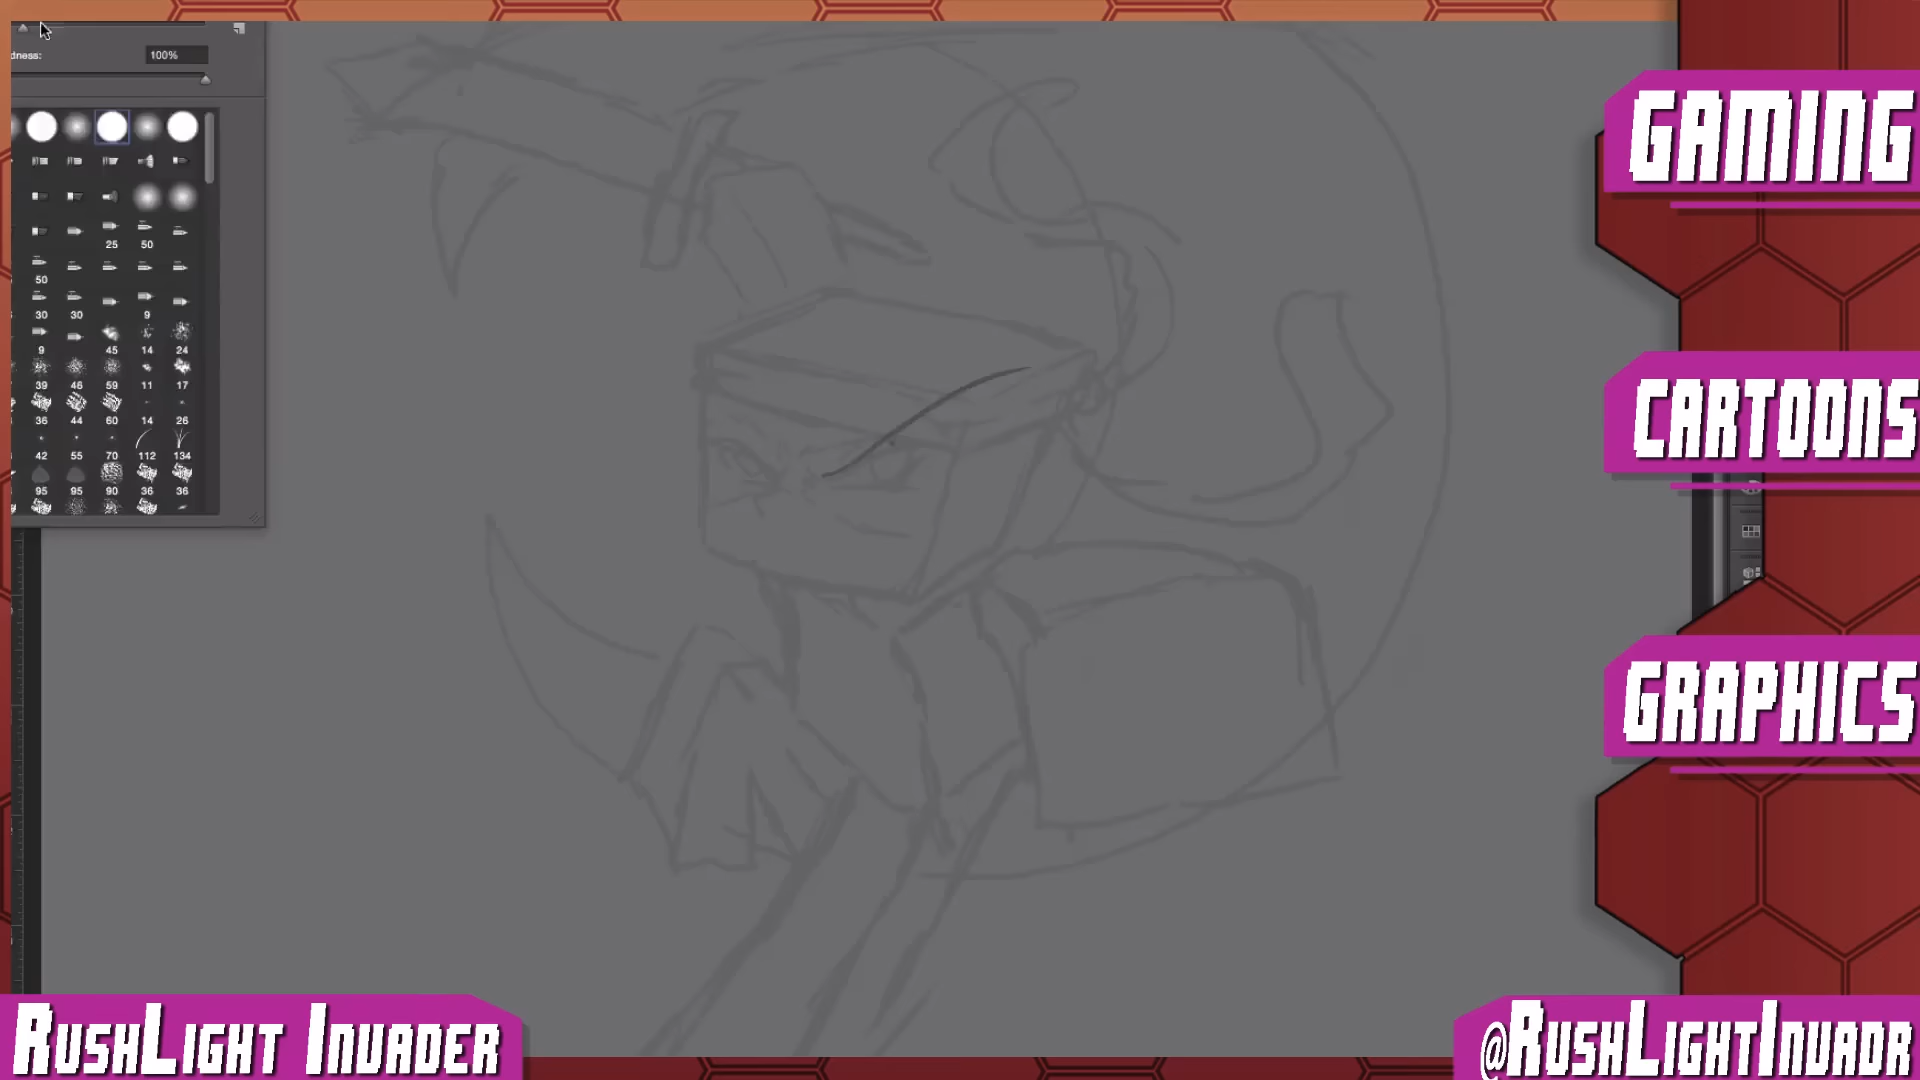 dness: 100%
25 50
50
30 30 9
9 45 14 24
39 46 59 11 17
36 44 60 14 26
42 55 70 112 134
95 95 90 36 36
GAMING
CARTOONS
GRAPHICS
RUSHLIGHT INVADER
@RUSHLIGHTINVADR